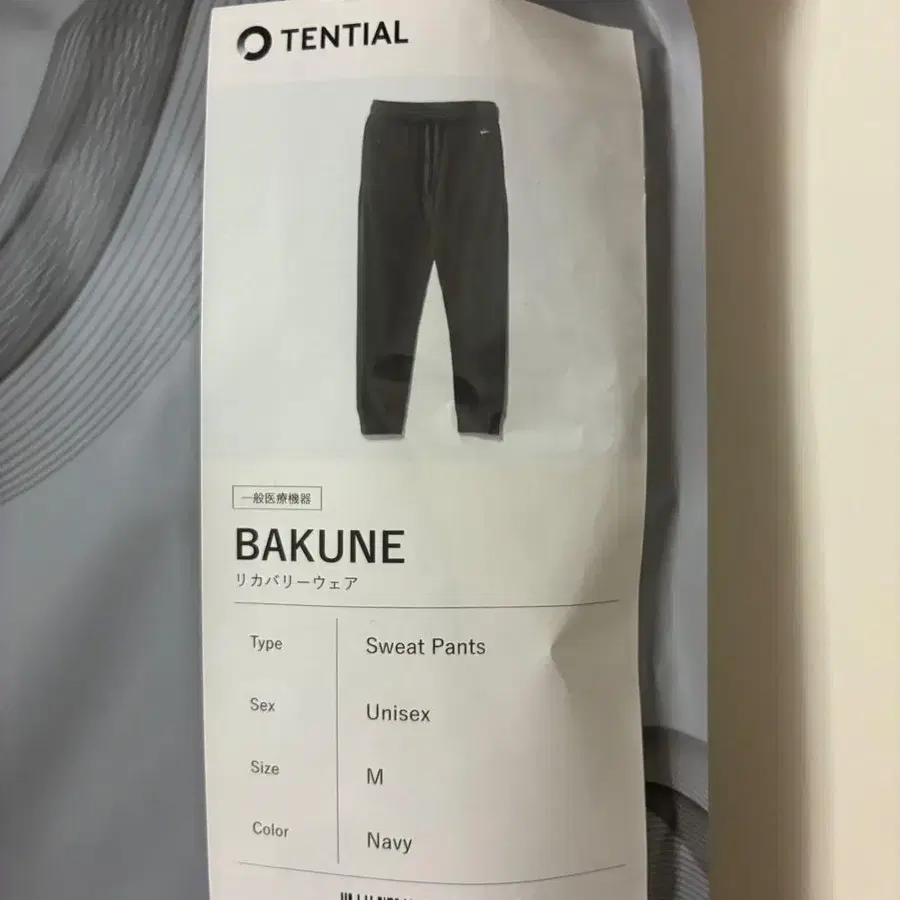 TENTIAL
一般医療機器
BAKUNE
リカバリーウェア
Type Sweat Pants
Sex Unisex
Size M
Color Navy